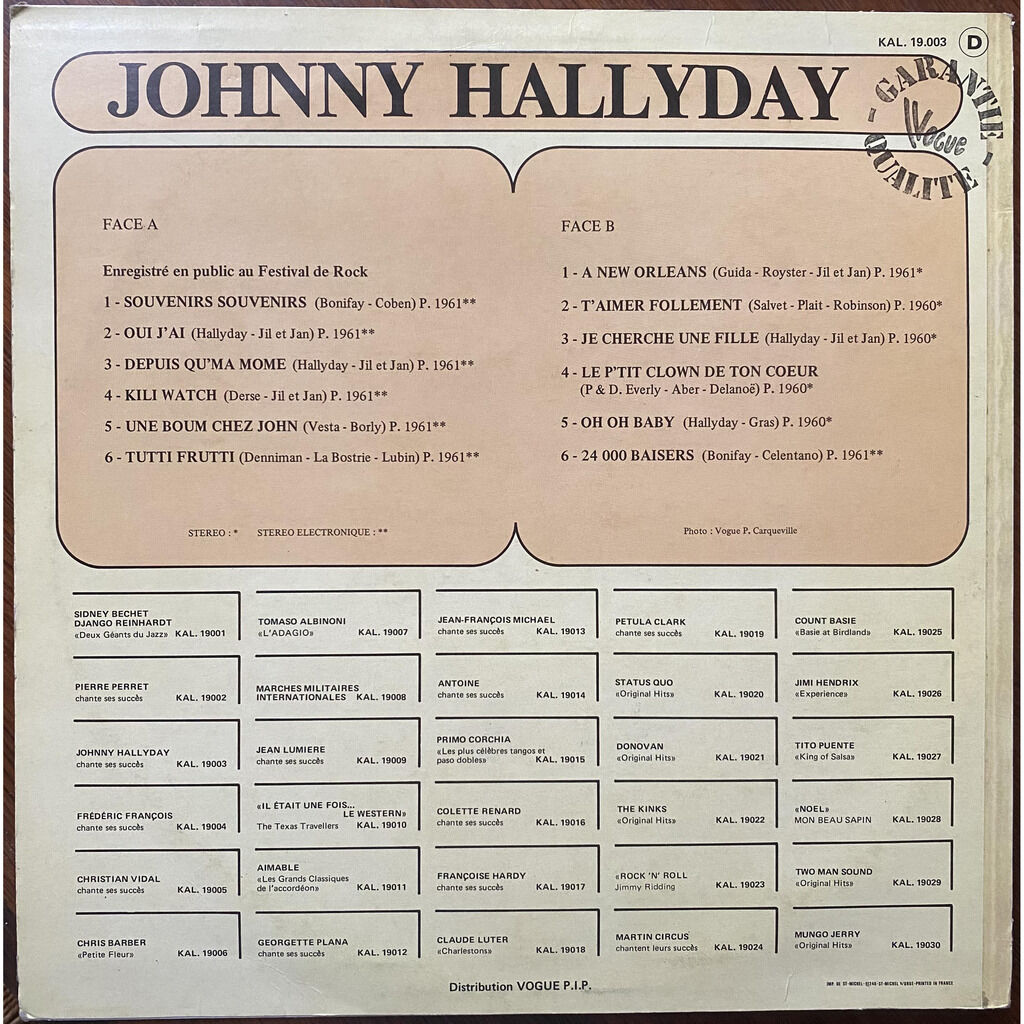 KAL. 19.003 D
JOHNNY HALLYDAY
- GARANTIE -
Vogue
QUALITE
FACE A
Enregistré en public au Festival de Rock
1 - SOUVENIRS SOUVENIRS (Bonifay - Coben) P. 1961**
2 - OUI J'AI (Hallyday - Jil et Jan) P. 1961**
3 - DEPUIS QU'MA MOME (Hallyday - Jil et Jan) P. 1961**
4 - KILI WATCH (Derse - Jil et Jan) P. 1961**
5 - UNE BOUM CHEZ JOHN (Vesta - Borly) P. 1961**
6 - TUTTI FRUTTI (Denniman - La Bostrie - Lubin) P. 1961**
STEREO : * STEREO ELECTRONIQUE : **
FACE B
1 - A NEW ORLEANS (Guida - Royster - Jil et Jan) P. 1961*
2 - T'AIMER FOLLEMENT (Salvet - Plait - Robinson) P. 1960*
3 - JE CHERCHE UNE FILLE (Hallyday - Jil et Jan) P. 1960*
4 - LE P'TIT CLOWN DE TON COEUR
(P & D. Everly - Aber - Delanoë) P. 1960*
5 - OH OH BABY (Hallyday - Gras) P. 1960*
6 - 24 000 BAISERS (Bonifay - Celentano) P. 1961**
Photo : Vogue P. Carqueville
SIDNEY BECHET
DJANGO REINHARDT
«Deux Géants du Jazz» KAL. 19001
PIERRE PERRET
chante ses succès KAL. 19002
JOHNNY HALLYDAY
chante ses succès KAL. 19003
FRÉDÉRIC FRANÇOIS
chante ses succès KAL. 19004
CHRISTIAN VIDAL
chante ses succès KAL. 19005
CHRIS BARBER
«Petite Fleur» KAL. 19006
TOMASO ALBINONI
«L'ADAGIO» KAL. 19007
MARCHES MILITAIRES
INTERNATIONALES KAL. 19008
JEAN LUMIERE
chante ses succès KAL. 19009
«IL ÉTAIT UNE FOIS...
LE WESTERN»
The Texas Travellers KAL. 19010
AIMABLE
«Les Grands Classiques
de l'accordéon» KAL. 19011
GEORGETTE PLANA
chante ses succès KAL. 19012
JEAN-FRANÇOIS MICHAEL
chante ses succès KAL. 19013
ANTOINE
chante ses succès KAL. 19014
PRIMO CORCHIA
«Les plus célèbres tangos et
paso dobles» KAL. 19015
COLETTE RENARD
chante ses succès KAL. 19016
FRANÇOISE HARDY
chante ses succès KAL. 19017
CLAUDE LUTER
«Charlestons» KAL. 19018
PETULA CLARK
chante ses succès KAL. 19019
STATUS QUO
«Original Hits» KAL. 19020
DONOVAN
«Original Hits» KAL. 19021
THE KINKS
«Original Hits» KAL. 19022
«ROCK 'N' ROLL
Jimmy Ridding KAL. 19023
MARTIN CIRCUS
chantent leurs succès KAL. 19024
COUNT BASIE
«Basie at Birdland» KAL. 19025
JIMI HENDRIX
«Experience» KAL. 19026
TITO PUENTE
«King of Salsa» KAL. 19027
«NOEL»
MON BEAU SAPIN KAL. 19028
TWO MAN SOUND
«Original Hits» KAL. 19029
MUNGO JERRY
«Original Hits» KAL. 19030
Distribution VOGUE P.I.P.
PRINTED IN FRANCE